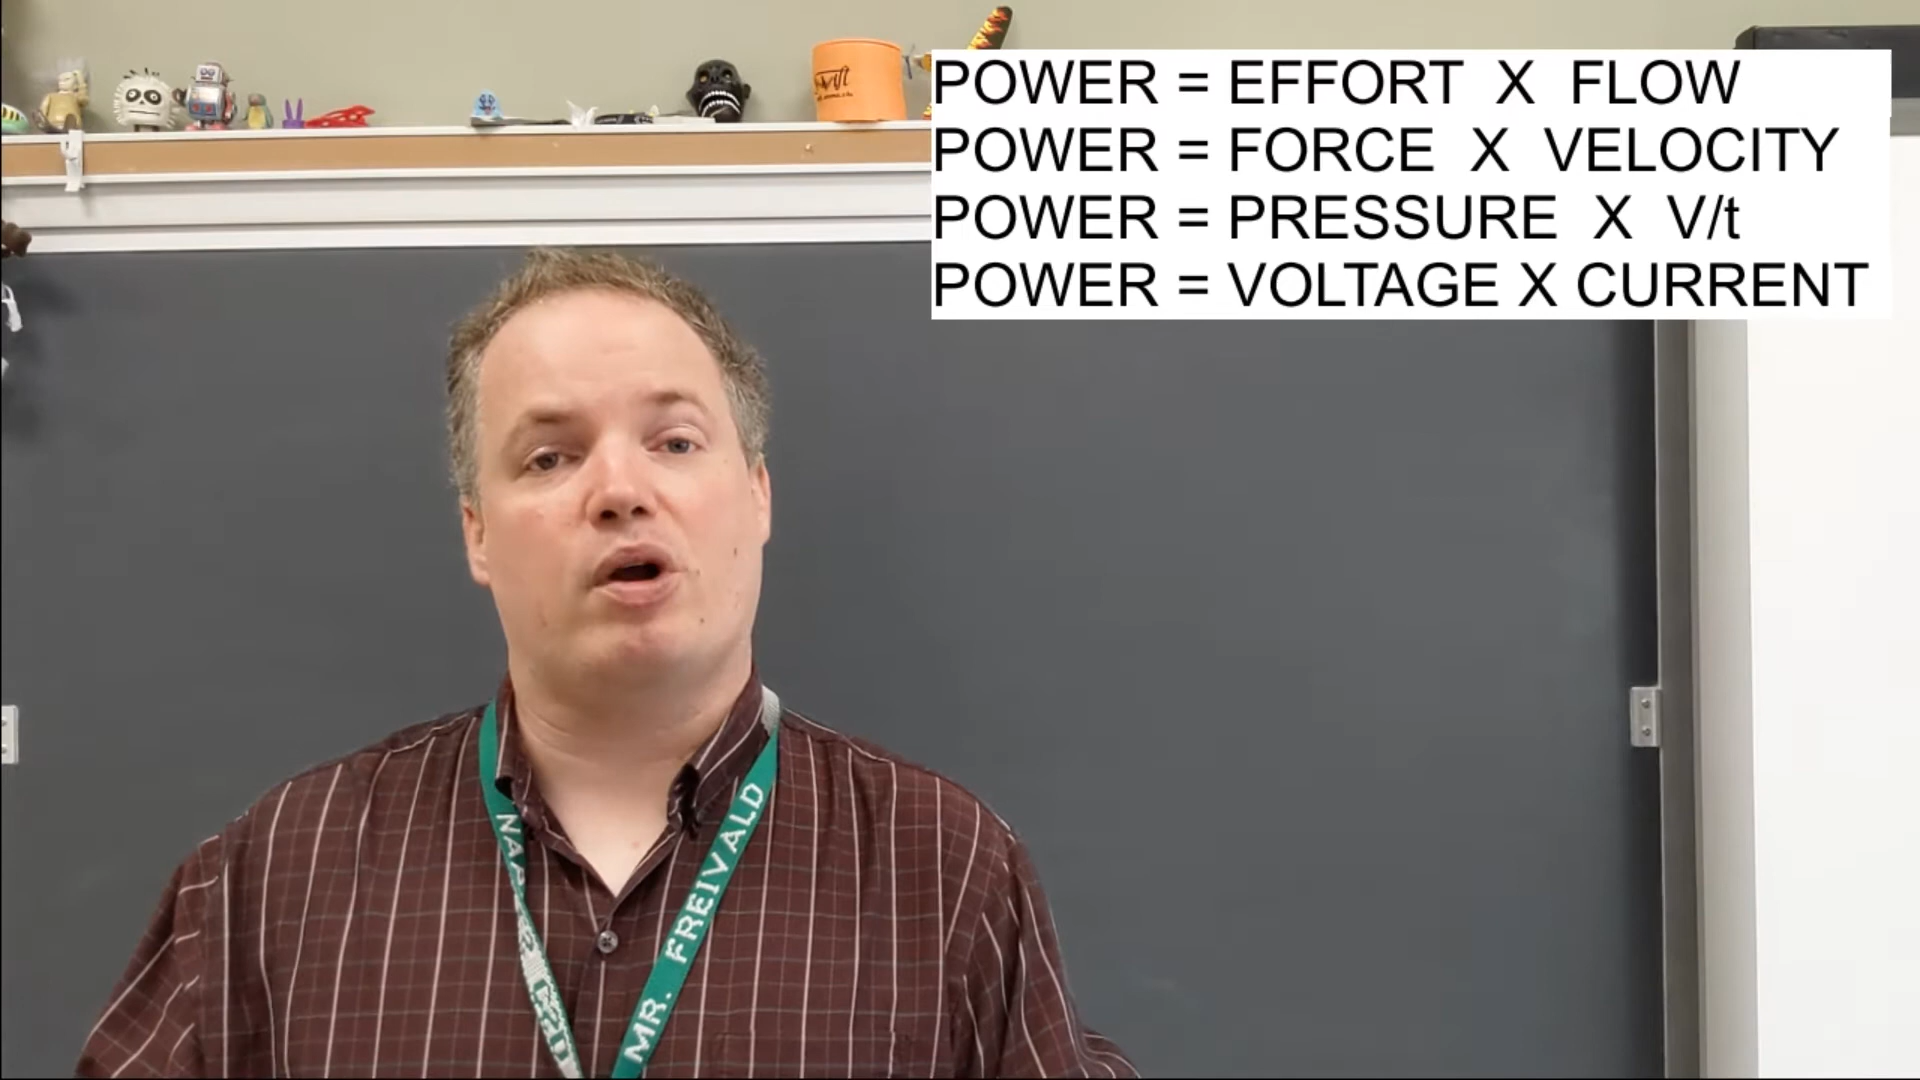 POWER = EFFORT X FLOW
POWER = FORCE X VELOCITY
POWER = PRESSURE X V/t
POWER = VOLTAGE X CURRENT
MR. FREIVALD